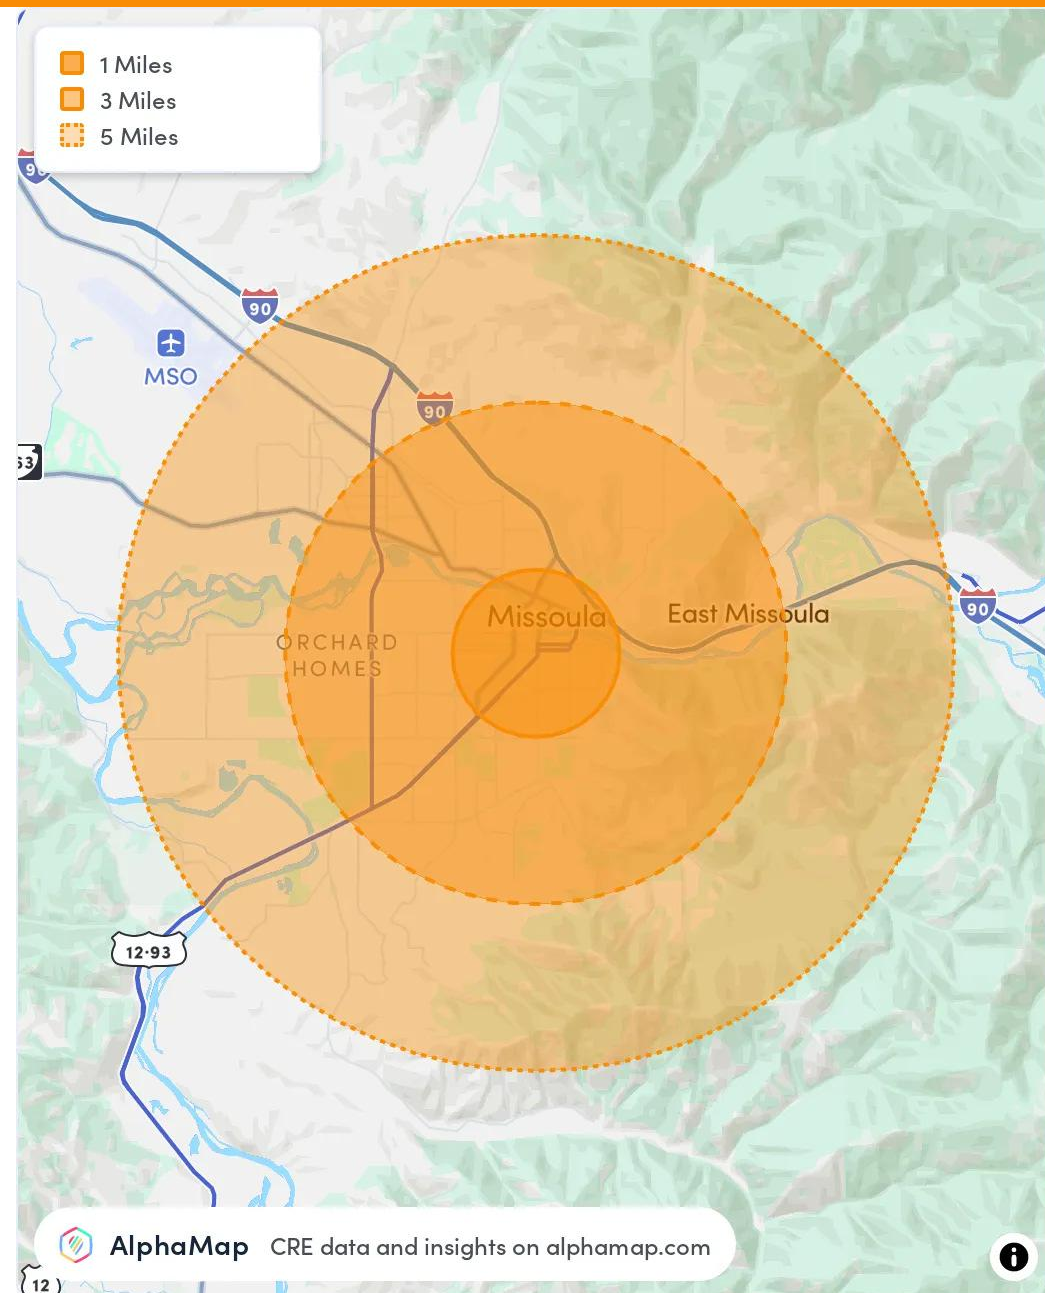 1 Miles
3 Miles
5 Miles
90
90
MSO
90
53
Missoula
East Missoula
90
ORCHARD
HOMES
12·93
AlphaMap CRE data and insights on alphamap.com
12